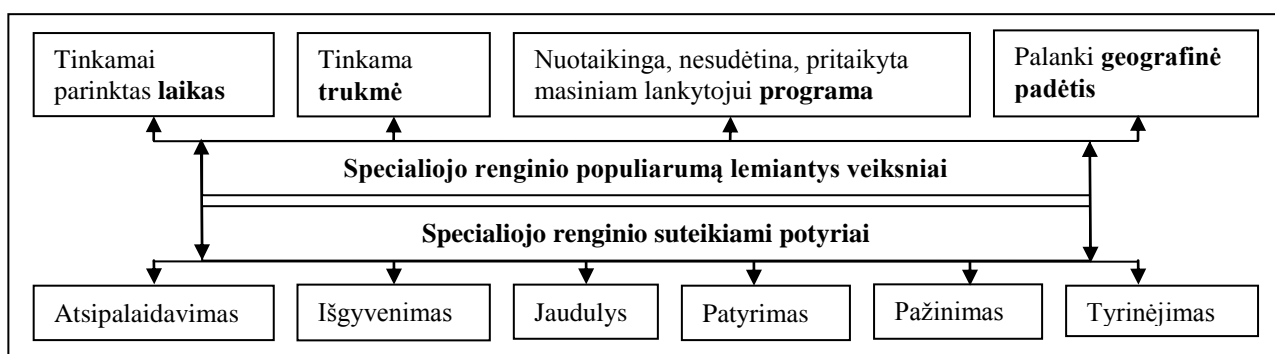 Tinkamai
parinktas laikas
Tinkama
trukmė
Nuotaikinga, nesudėtina, pritaikyta
masiniam lankytojui programa
Palanki geografinė
padėtis
Specialiojo renginio populiarumą lemiantys veiksniai
Specialiojo renginio suteikiami potyriai
Atsipalaidavimas
Išgyvenimas
Jaudulys
Patyrimas
Pažinimas
Tyrinėjimas